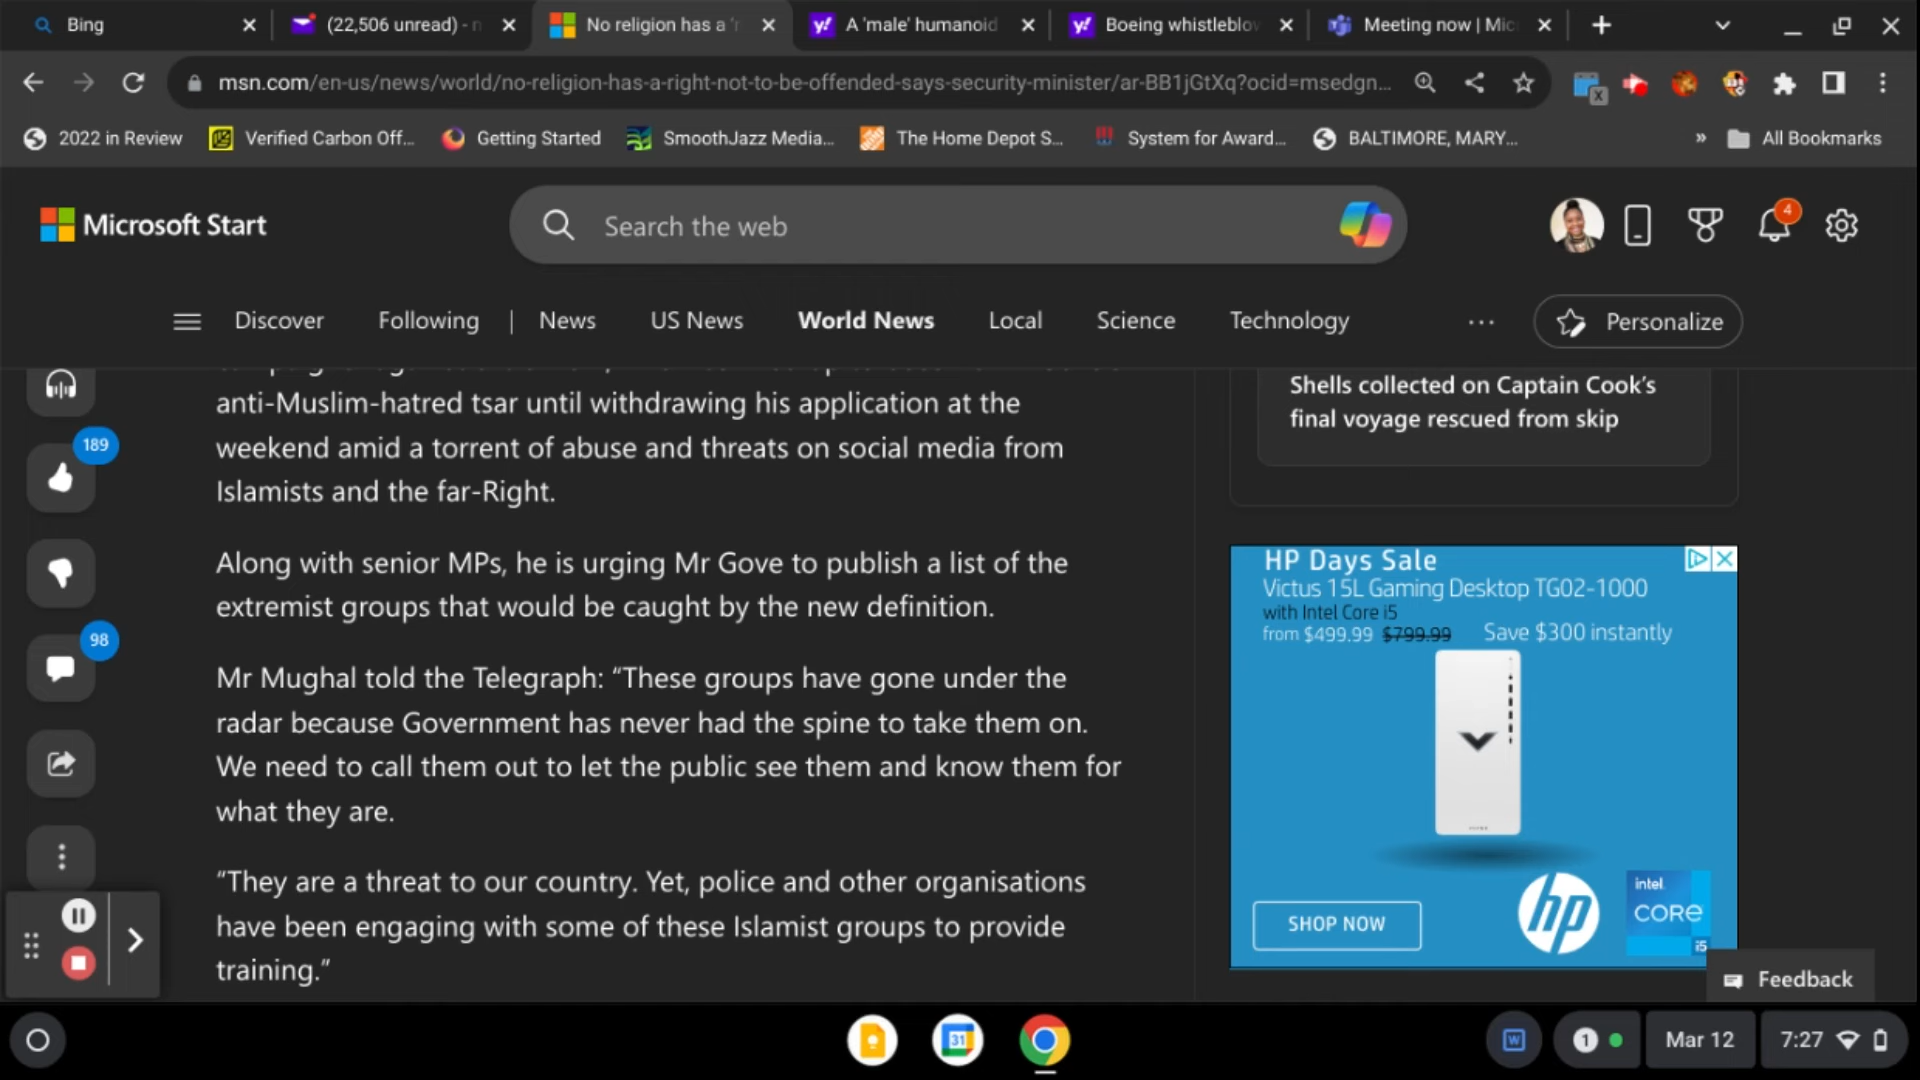 Bing
(22,506 unread) - n
No religion has a 'r
A 'male' humanoid
Boeing whistleblov
Meeting now | Mic
msn.com/en-us/news/world/no-religion-has-a-right-not-to-be-offended-says-security-minister/ar-BB1jGtXq?ocid=msedgn...
2022 in Review
Verified Carbon Off...
Getting Started
SmoothJazz Media...
The Home Depot S...
System for Award...
BALTIMORE, MARY...
»
All Bookmarks
Microsoft Start
Search the web
4
Discover
Following
News
US News
World News
Local
Science
Technology
...
Personalize
anti-Muslim-hatred tsar until withdrawing his application at the
weekend amid a torrent of abuse and threats on social media from
Islamists and the far-Right.
Along with senior MPs, he is urging Mr Gove to publish a list of the
extremist groups that would be caught by the new definition.
Mr Mughal told the Telegraph: “These groups have gone under the
radar because Government has never had the spine to take them on.
We need to call them out to let the public see them and know them for
what they are.
“They are a threat to our country. Yet, police and other organisations
have been engaging with some of these Islamist groups to provide
training.”
189
98
Shells collected on Captain Cook’s
final voyage rescued from skip
HP Days Sale
Victus 15L Gaming Desktop TG02-1000
with Intel Core i5
from $499.99 $799.99 Save $300 instantly
SHOP NOW
hp
intel
CORE
i5
Feedback
31
W
1
Mar 12
7:27